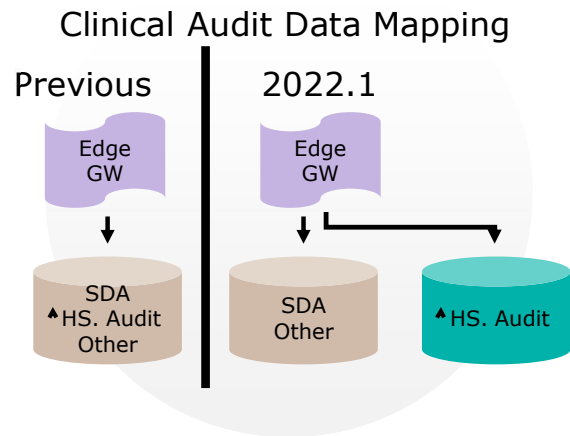 Clinical Audit Data Mapping
Previous
2022.1
Edge
GW
Edge
GW
SDA
^HS. Audit
Other
SDA
Other
^HS. Audit